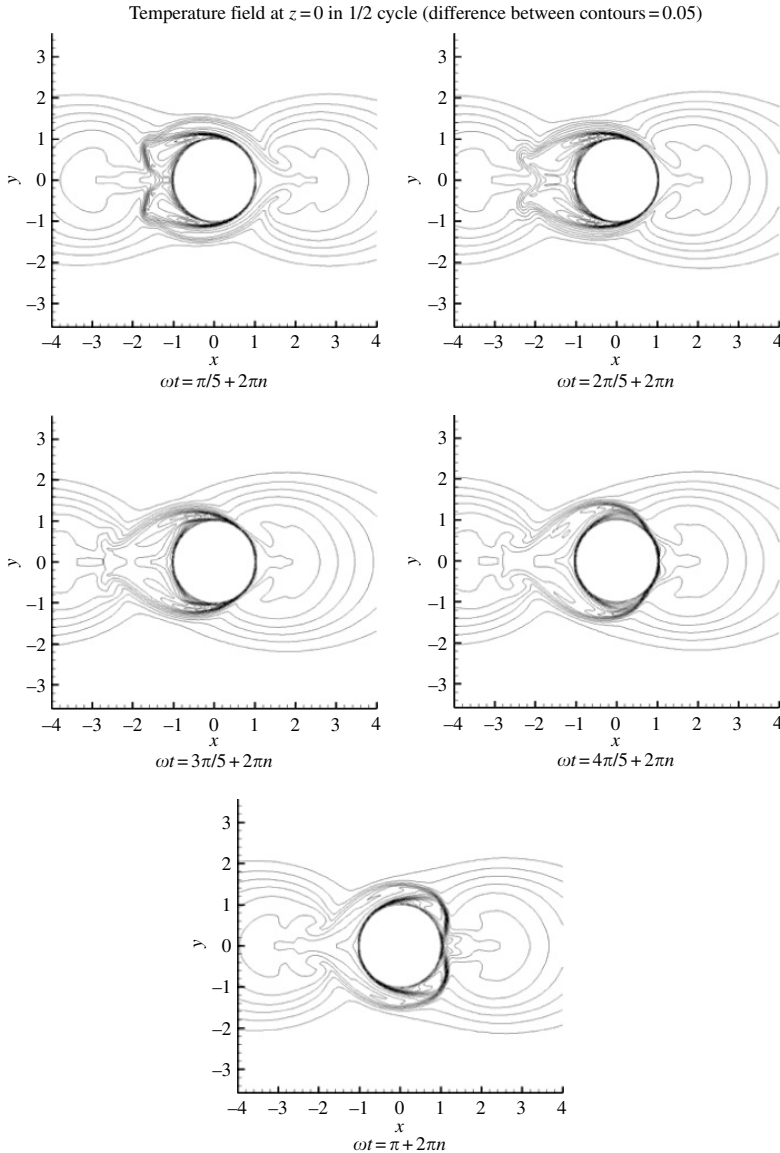 Temperature field at z=0 in 1/2 cycle (difference between contours=0.05)
3
2
1
y 0
−1
−2
−3
−4 −3 −2 −1 0 1 2 3 4
x
ωt=π/5+2πn
3
2
1
y 0
−1
−2
−3
−4 −3 −2 −1 0 1 2 3 4
x
ωt=2π/5+2πn
3
2
1
y 0
−1
−2
−3
−4 −3 −2 −1 0 1 2 3 4
x
ωt=3π/5+2πn
3
2
1
y 0
−1
−2
−3
−4 −3 −2 −1 0 1 2 3 4
x
ωt=4π/5+2πn
3
2
1
y 0
−1
−2
−3
−4 −3 −2 −1 0 1 2 3 4
x
ωt=π+2πn